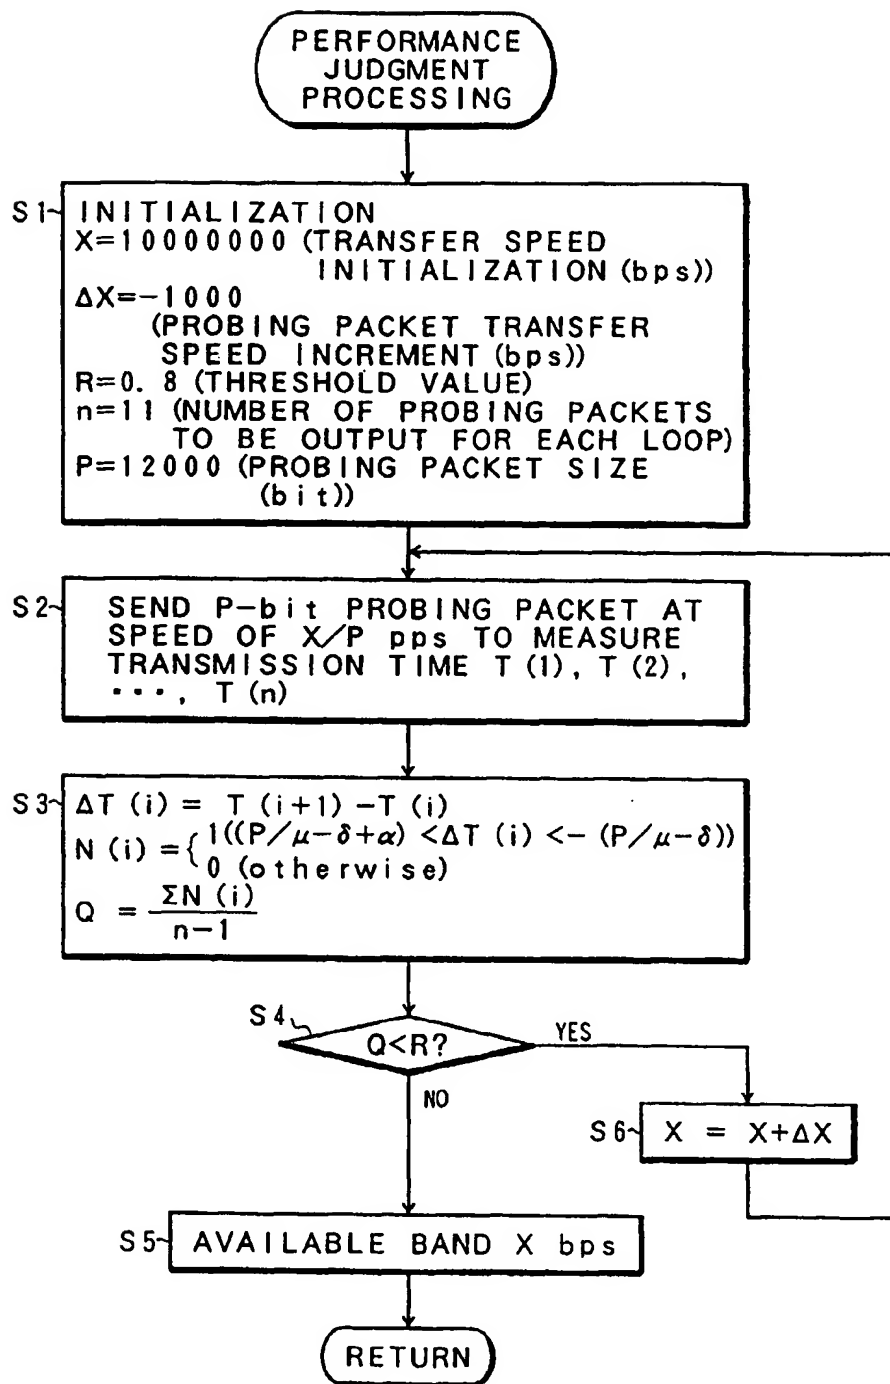 PERFORMANCE
JUDGMENT
PROCESSING
S1
INITIALIZATION
X=10000000 (TRANSFER SPEED
INITIALIZATION (bps))
ΔX=-1000
(PROBING PACKET TRANSFER
SPEED INCREMENT (bps))
R=0.8 (THRESHOLD VALUE)
n=11 (NUMBER OF PROBING PACKETS
TO BE OUTPUT FOR EACH LOOP)
P=12000 (PROBING PACKET SIZE
(bit))
S2
SEND P-bit PROBING PACKET AT
SPEED OF X/P pps TO MEASURE
TRANSMISSION TIME T(1), T(2),
..., T(n)
S3
ΔT(i) = T(i+1)-T(i)
N(i)={1((P/μ-δ+α)<ΔT(i)<-(P/μ-δ))
0 (otherwise)
Q = ΣN(i)
n-1
S4
Q<R?
YES
NO
S6
X = X+ΔX
S5
AVAILABLE BAND X bps
RETURN